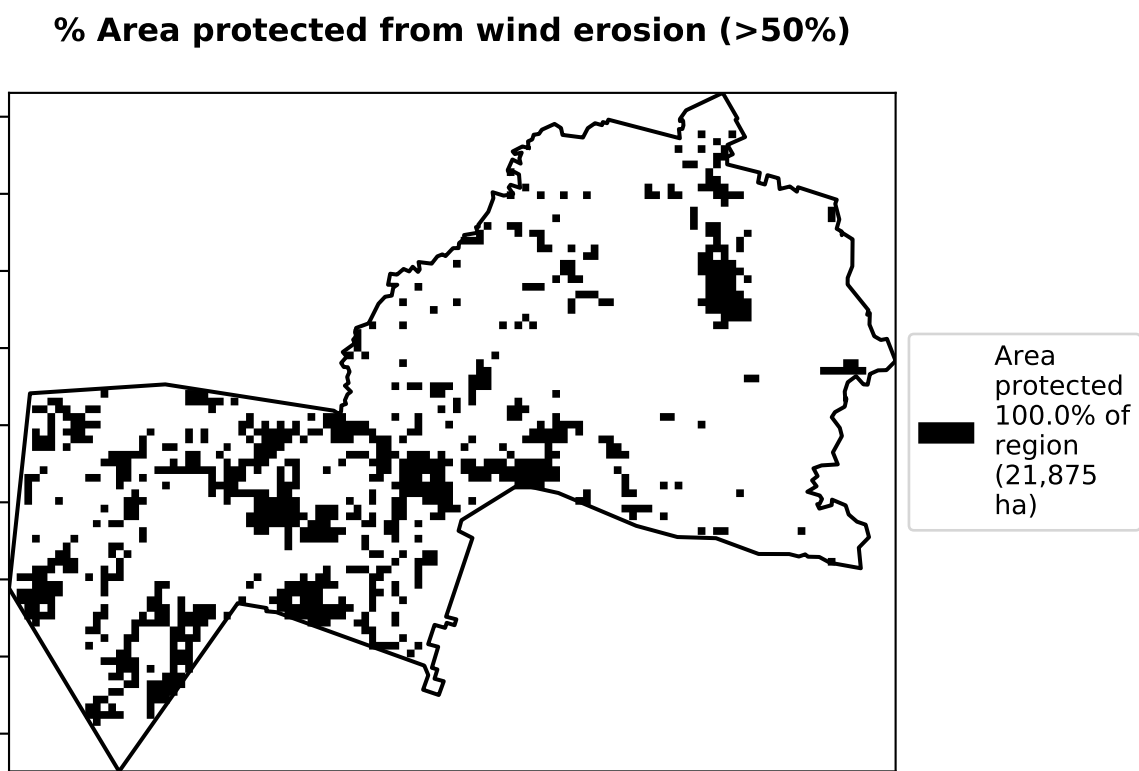 % Area protected from wind erosion (>50%)
Area
protected
100.0% of
region
(21,875
ha)